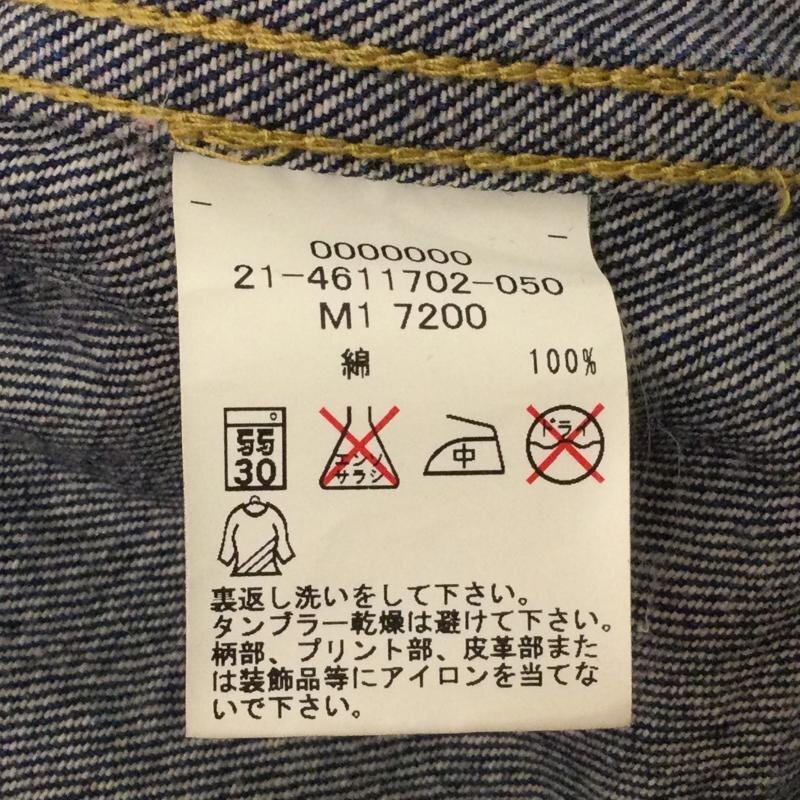 0000000
21-4611702-050
M1 7200
綿 100%
弱
30
エンソ
サラシ
中
ドライ
裏返し洗いをして下さい。
タンブラー乾燥は避けて下さい。
柄部、プリント部、皮革部また
は装飾品等にアイロンを当てな
いで下さい。